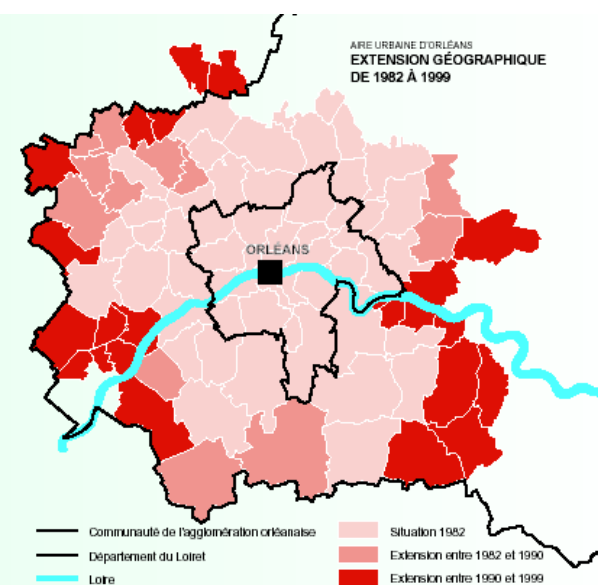 AIRE URBAINE D'ORLÉANS
EXTENSION GÉOGRAPHIQUE
DE 1982 À 1999
ORLÉANS
Communauté de l'agglomération orléanaise
Département du Loiret
Loire
Situation 1982
Extension entre 1982 et 1990
Extension entre 1990 et 1999